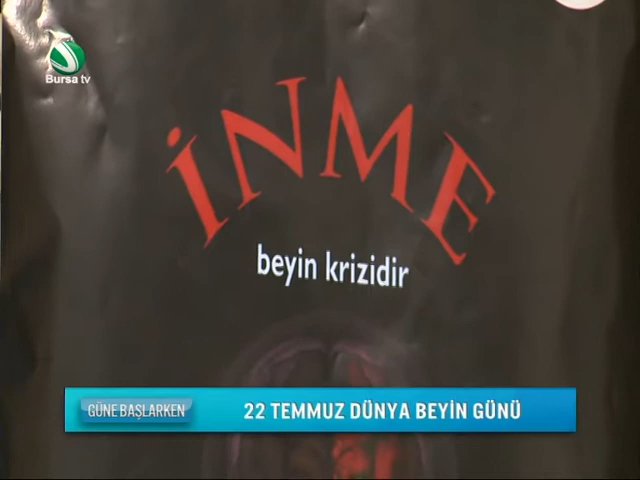 Bursa tv
İNME
beyin krizidir
GÜNE BAŞLARKEN
22 TEMMUZ DÜNYA BEYİN GÜNÜ